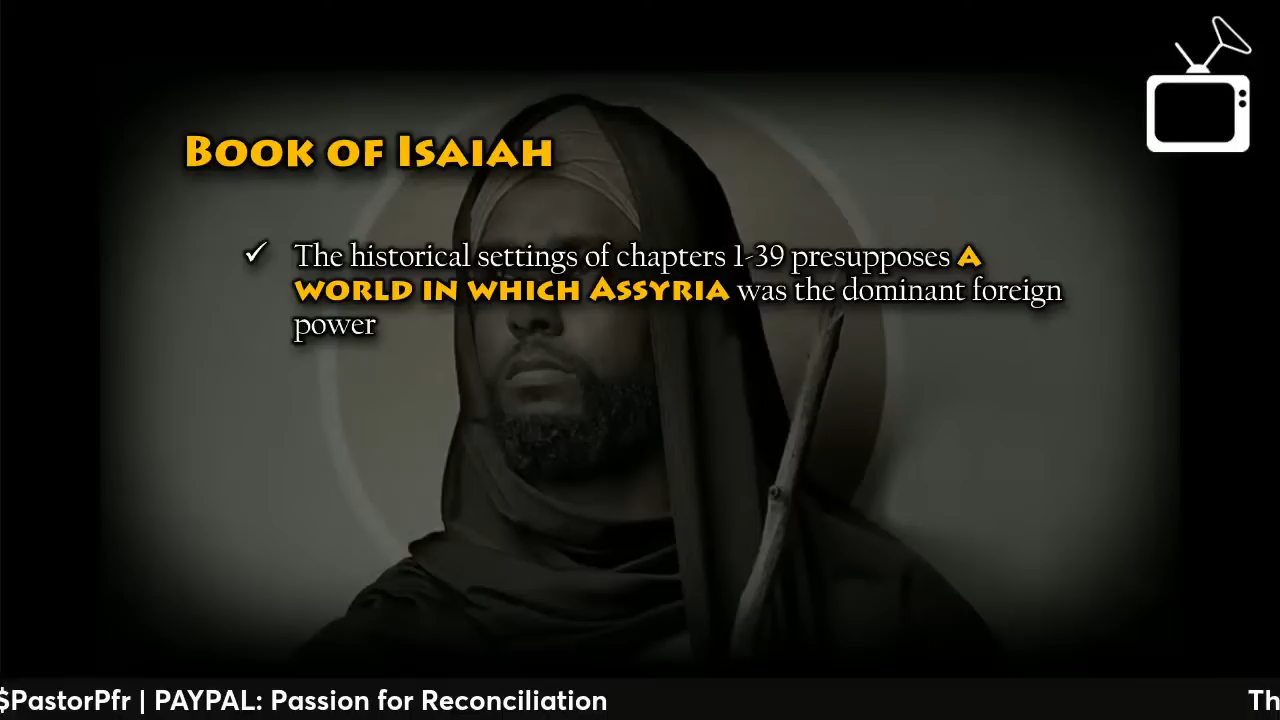 Book of Isaiah
✓ The historical settings of chapters 1-39 presupposes a
world in which Assyria was the dominant foreign
power
$PastorPfr | PAYPAL: Passion for Reconciliation